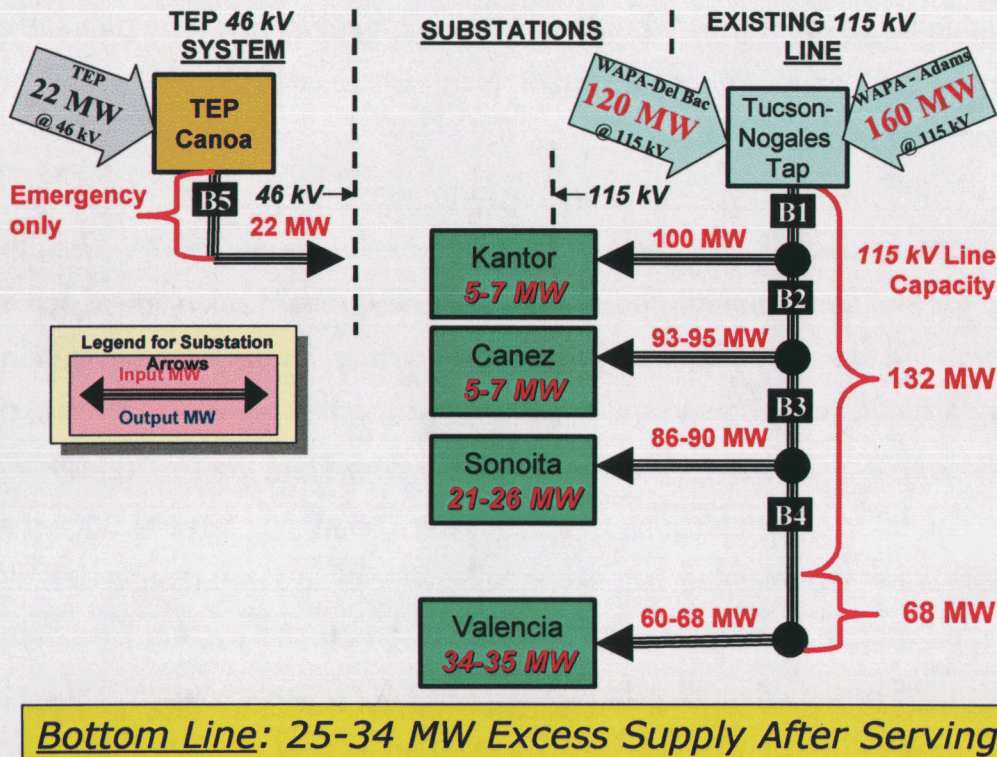 TEP 46 kV
SYSTEM
SUBSTATIONS
EXISTING 115 kV
LINE
TEP
22 MW
@ 46 kV
TEP
Canoa
WAPA-Del Bac
120 MW
@ 115 kV
Tucson-
Nogales
Tap
WAPA - Adams
160 MW
@ 115 kV
Emergency
only
B5
46 kV
22 MW
115 kV
B1
100 MW
Kantor
5-7 MW
B2
115 kV Line
Capacity
Legend for Substation
Arrows
Input MW
Output MW
93-95 MW
Canez
5-7 MW
B3
132 MW
86-90 MW
Sonoita
21-26 MW
B4
60-68 MW
Valencia
34-35 MW
68 MW
Bottom Line: 25-34 MW Excess Supply After Serving